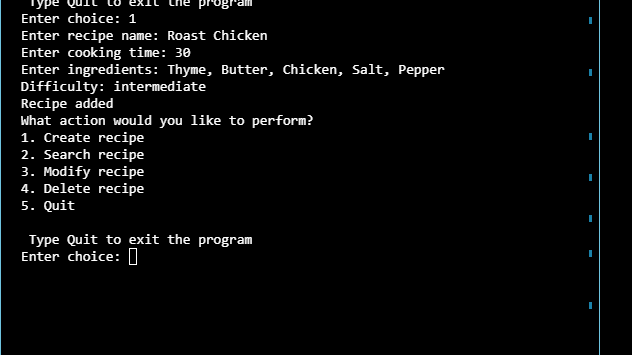 Type Quit to exit the program
Enter choice: 1
Enter recipe name: Roast Chicken
Enter cooking time: 30
Enter ingredients: Thyme, Butter, Chicken, Salt, Pepper
Difficulty: intermediate
Recipe added
What action would you like to perform?
1. Create recipe
2. Search recipe
3. Modify recipe
4. Delete recipe
5. Quit
Type Quit to exit the program
Enter choice: